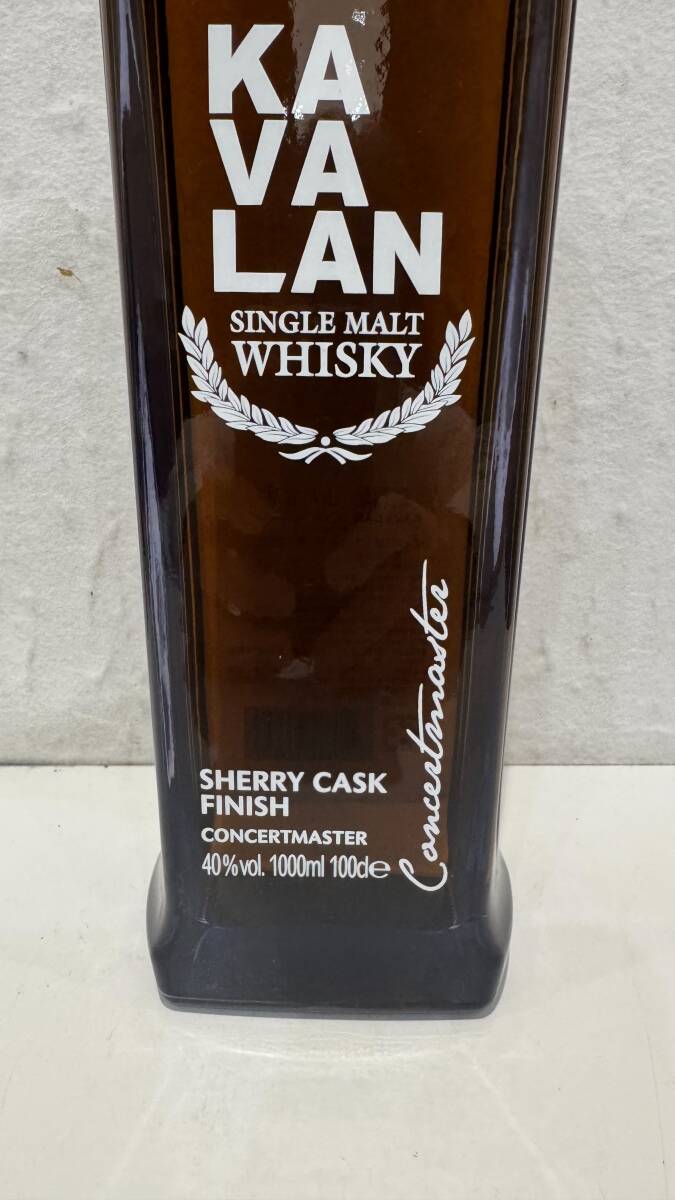 KA
VA
LAN
SINGLE MALT
WHISKY
Concertmaster
SHERRY CASK
FINISH
CONCERTMASTER
40%vol. 1000ml 100cl℮